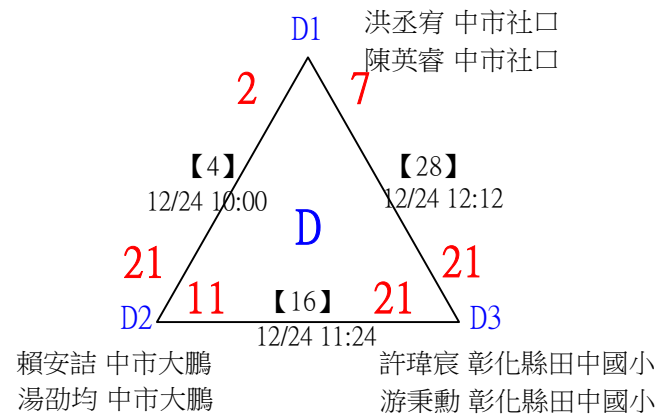 D1
洪丞宥 中市社口
陳英睿 中市社口
2
7
【4】
12/24 10:00
【28】
12/24 12:12
D
21
21
11
【16】
21
D2
D3
12/24 11:24
賴安誥 中市大鵬
湯劭均 中市大鵬
許瑋宸 彰化縣田中國小
游秉勳 彰化縣田中國小